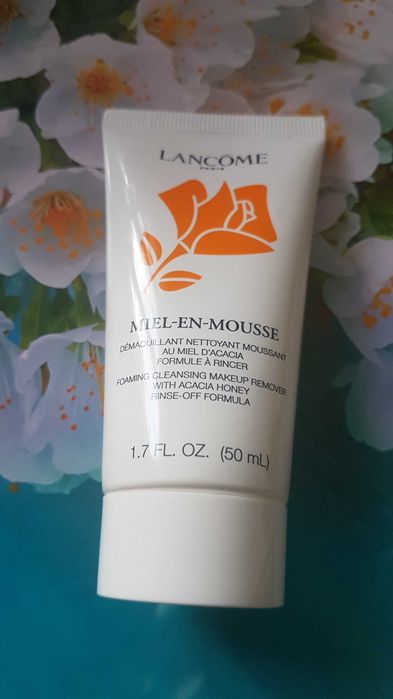 LANCÔME
PARIS
MIEL-EN-MOUSSE
DÉMAQUILLANT NETTOYANT MOUSSANT
AU MIEL D'ACACIA
FORMULE À RINCER
FOAMING CLEANSING MAKEUP REMOVER
WITH ACACIA HONEY
RINSE-OFF FORMULA
1.7 FL. OZ. (50 mL)